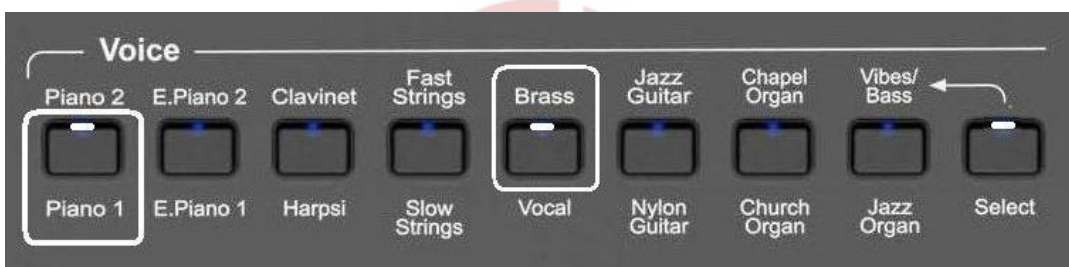 Voice
Piano 2 E.Piano 2 Clavinet Fast Strings Brass Jazz Guitar Chapel Organ Vibes/ Bass
Piano 1 E.Piano 1 Harpsi Slow Strings Vocal Nylon Guitar Church Organ Jazz Organ Select